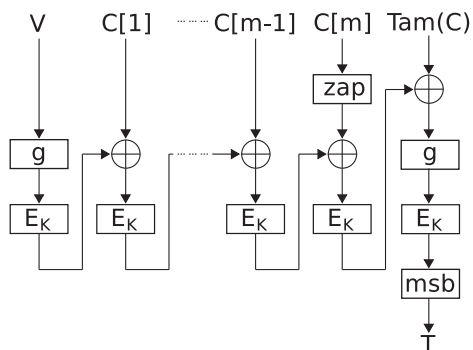 V C[1] ........ C[m-1] C[m] Tam(C)
zap
g ........ g
E_K E_K E_K E_K E_K
msb
T